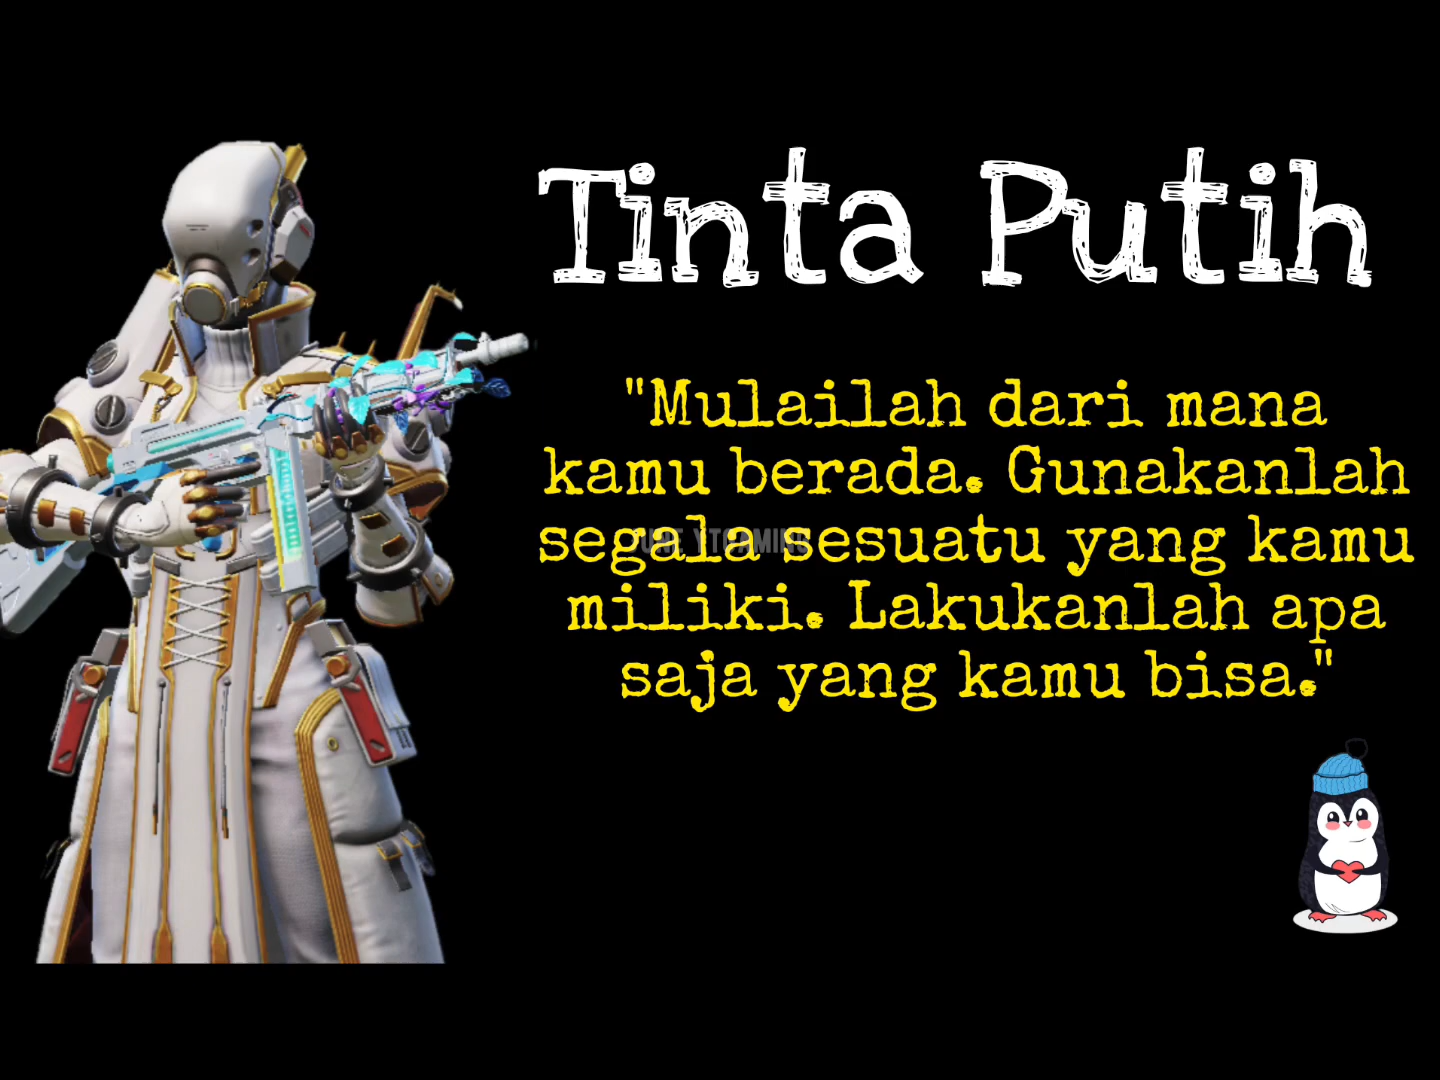 Tinta Putih
"Mulailah dari mana
kamu berada. Gunakanlah
segala sesuatu yang kamu
miliki. Lakukanlah apa
saja yang kamu bisa."